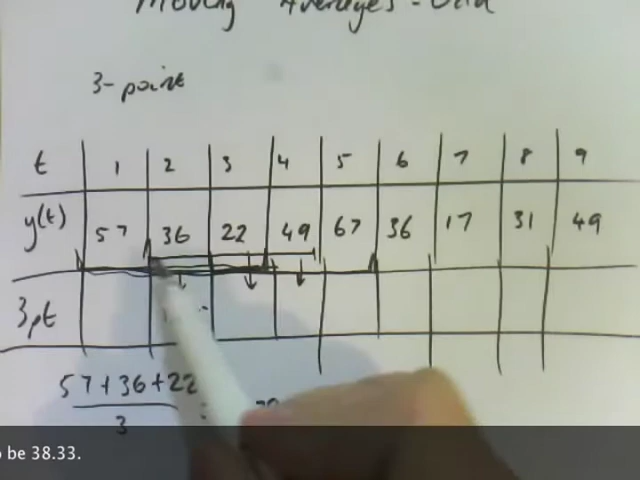 Moving Averages - Odd
3-point
t 1 2 3 4 5 6 7 8 9
y(t) 57 36 22 49 67 36 17 31 49
3pt
57+36+22
3
o be 38.33.